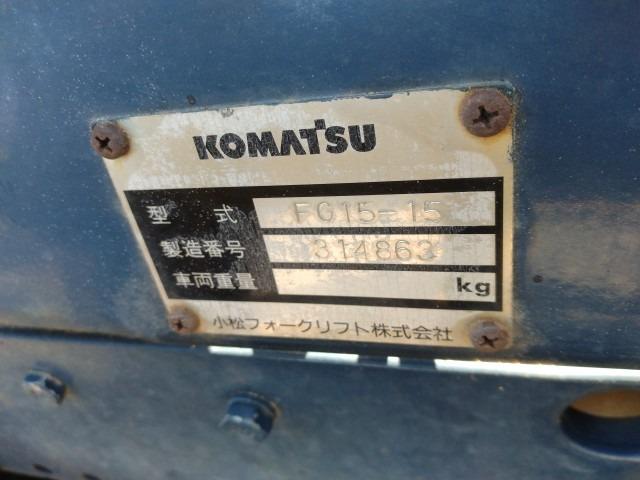 KOMATSU
型式 FG15-15
製造番号 314863
車両重量 kg
小松フォークリフト株式会社